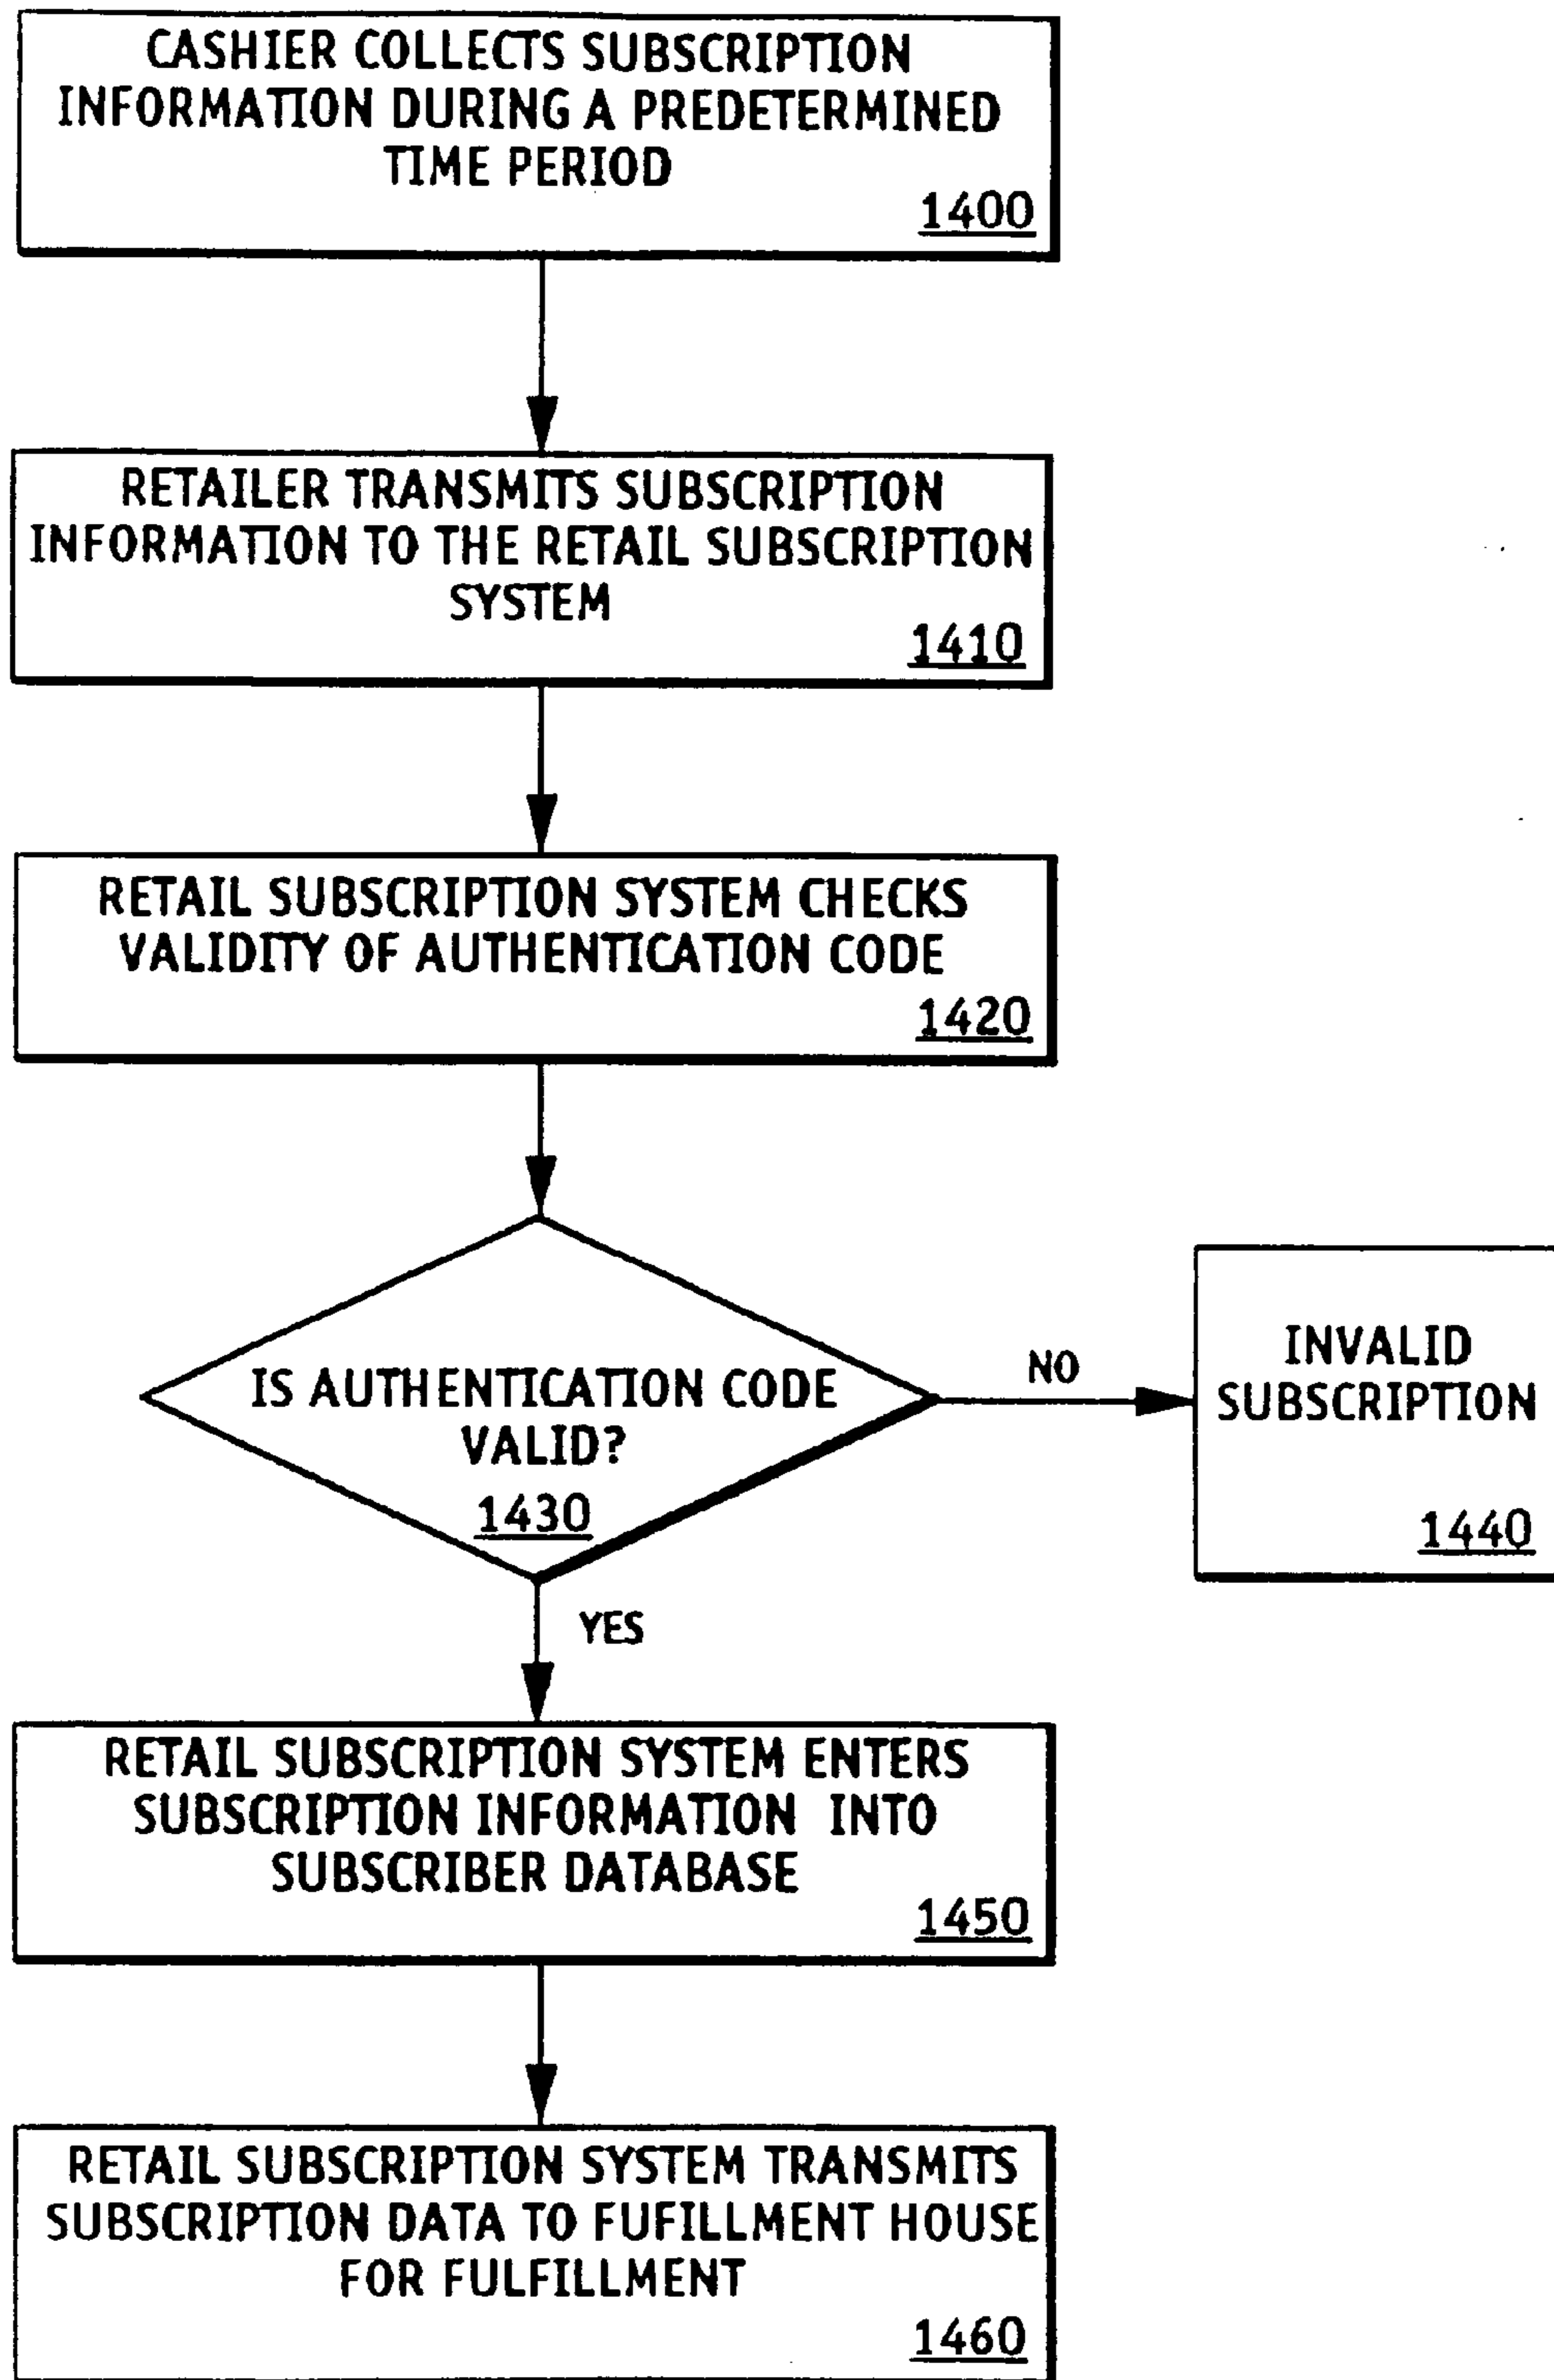 CASHIER COLLECTS SUBSCRIPTION
INFORMATION DURING A PREDETERMINED
TIME PERIOD
1400
RETAILER TRANSMITS SUBSCRIPTION
INFORMATION TO THE RETAIL SUBSCRIPTION
SYSTEM
1410
RETAIL SUBSCRIPTION SYSTEM CHECKS
VALIDITY OF AUTHENTICATION CODE
1420
IS AUTHENTICATION CODE
VALID?
1430
NO
INVALID
SUBSCRIPTION
1440
YES
RETAIL SUBSCRIPTION SYSTEM ENTERS
SUBSCRIPTION INFORMATION INTO
SUBSCRIBER DATABASE
1450
RETAIL SUBSCRIPTION SYSTEM TRANSMITS
SUBSCRIPTION DATA TO FUFILLMENT HOUSE
FOR FULFILLMENT
1460